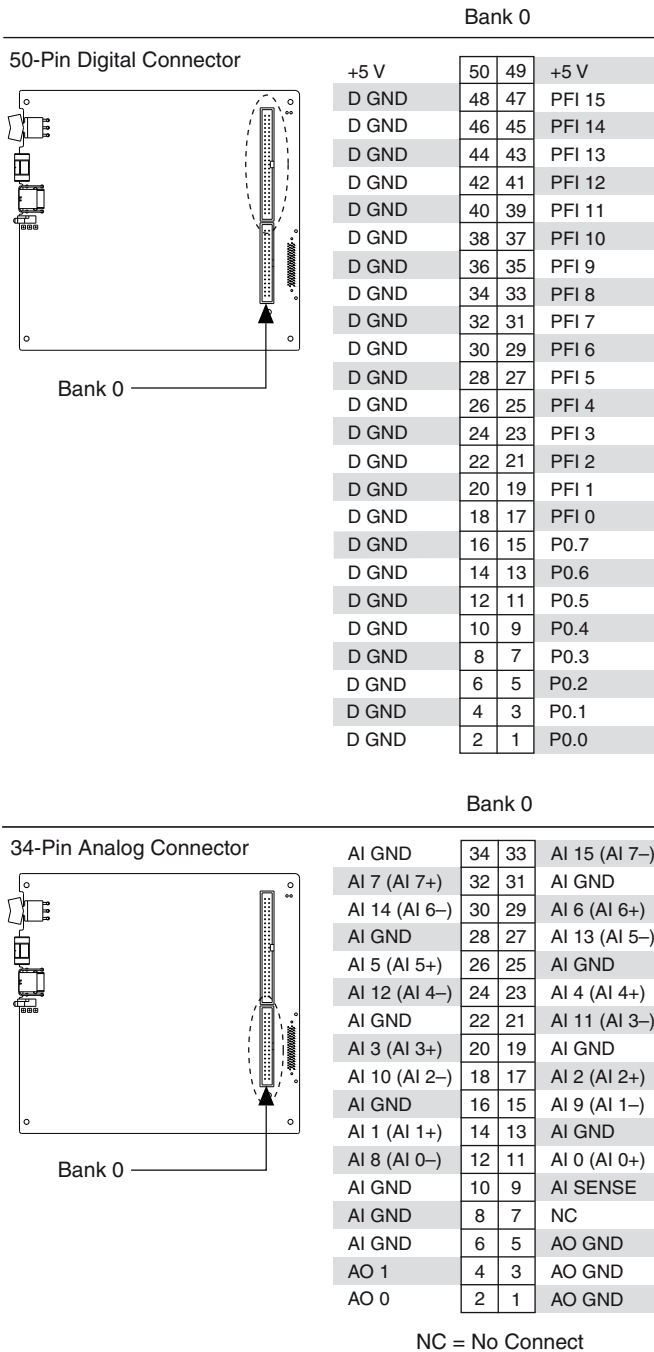 Bank 0
50-Pin Digital Connector
+5 V 50 49 +5 V
D GND 48 47 PFI 15
D GND 46 45 PFI 14
D GND 44 43 PFI 13
D GND 42 41 PFI 12
D GND 40 39 PFI 11
D GND 38 37 PFI 10
D GND 36 35 PFI 9
D GND 34 33 PFI 8
D GND 32 31 PFI 7
D GND 30 29 PFI 6
D GND 28 27 PFI 5
D GND 26 25 PFI 4
D GND 24 23 PFI 3
D GND 22 21 PFI 2
D GND 20 19 PFI 1
D GND 18 17 PFI 0
D GND 16 15 P0.7
D GND 14 13 P0.6
D GND 12 11 P0.5
D GND 10 9 P0.4
D GND 8 7 P0.3
D GND 6 5 P0.2
D GND 4 3 P0.1
D GND 2 1 P0.0
Bank 0
Bank 0
34-Pin Analog Connector
AI GND 34 33 AI 15 (AI 7–)
AI 7 (AI 7+) 32 31 AI GND
AI 14 (AI 6–) 30 29 AI 6 (AI 6+)
AI GND 28 27 AI 13 (AI 5–)
AI 5 (AI 5+) 26 25 AI GND
AI 12 (AI 4–) 24 23 AI 4 (AI 4+)
AI GND 22 21 AI 11 (AI 3–)
AI 3 (AI 3+) 20 19 AI GND
AI 10 (AI 2–) 18 17 AI 2 (AI 2+)
AI GND 16 15 AI 9 (AI 1–)
AI 1 (AI 1+) 14 13 AI GND
AI 8 (AI 0–) 12 11 AI 0 (AI 0+)
AI GND 10 9 AI SENSE
AI GND 8 7 NC
AI GND 6 5 AO GND
AO 1 4 3 AO GND
AO 0 2 1 AO GND
Bank 0
NC = No Connect